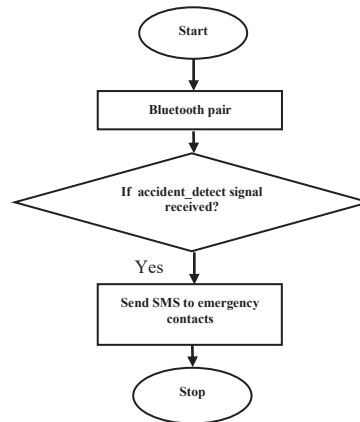 Start
Bluetooth pair
If accident_detect signal
received?
Yes
Send SMS to emergency
contacts
Stop